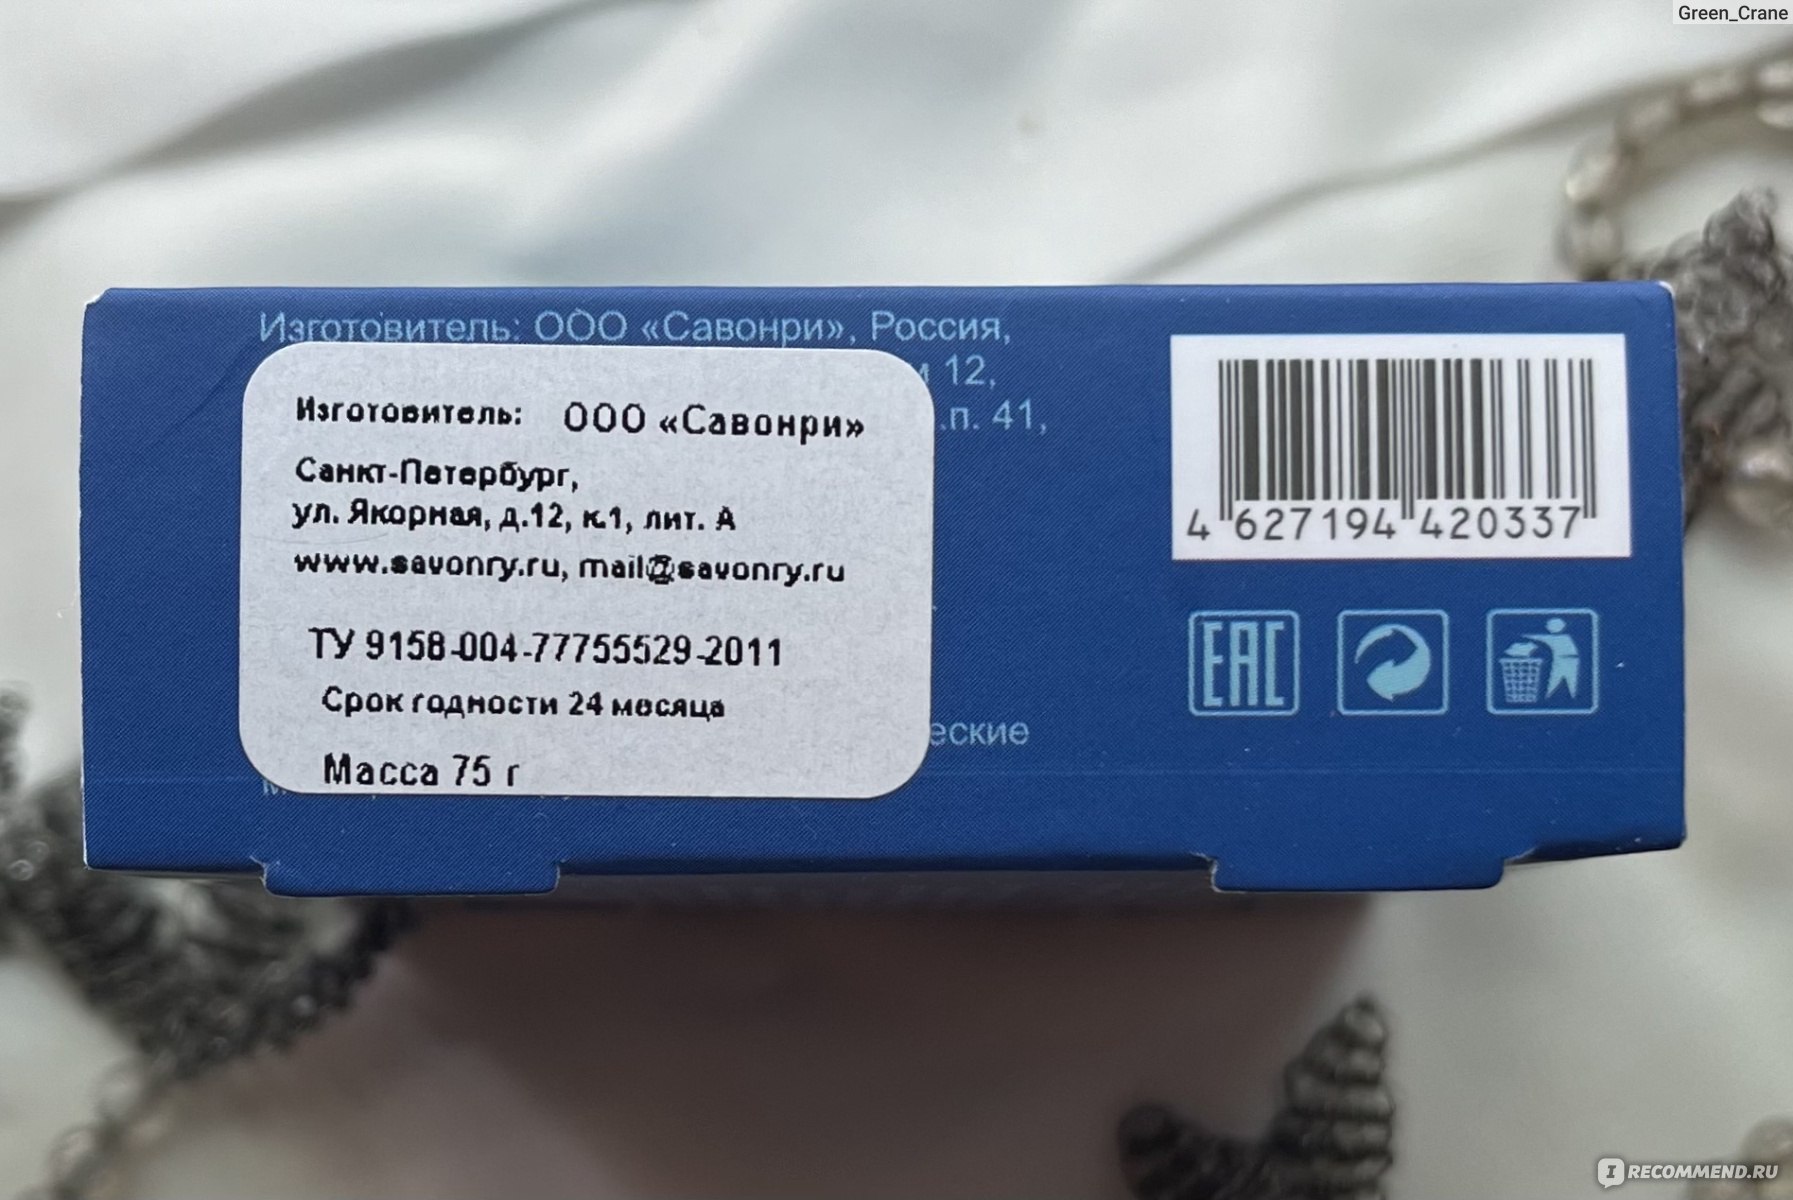 Green_Crane
Изготовитель: ООО «Савонри», Россия,
12,
.п. 41,
Изготовитель: ООО «Савонри»
Санкт-Петербург,
ул. Якорная, д.12, к.1, лит. А
www.savonry.ru, mail@savonry.ru
ТУ 9158-004-77755529-2011
Срок годности 24 месяца
Масса 75 г
еские
4 627194 420337
EAC
IRECOMMEND.RU